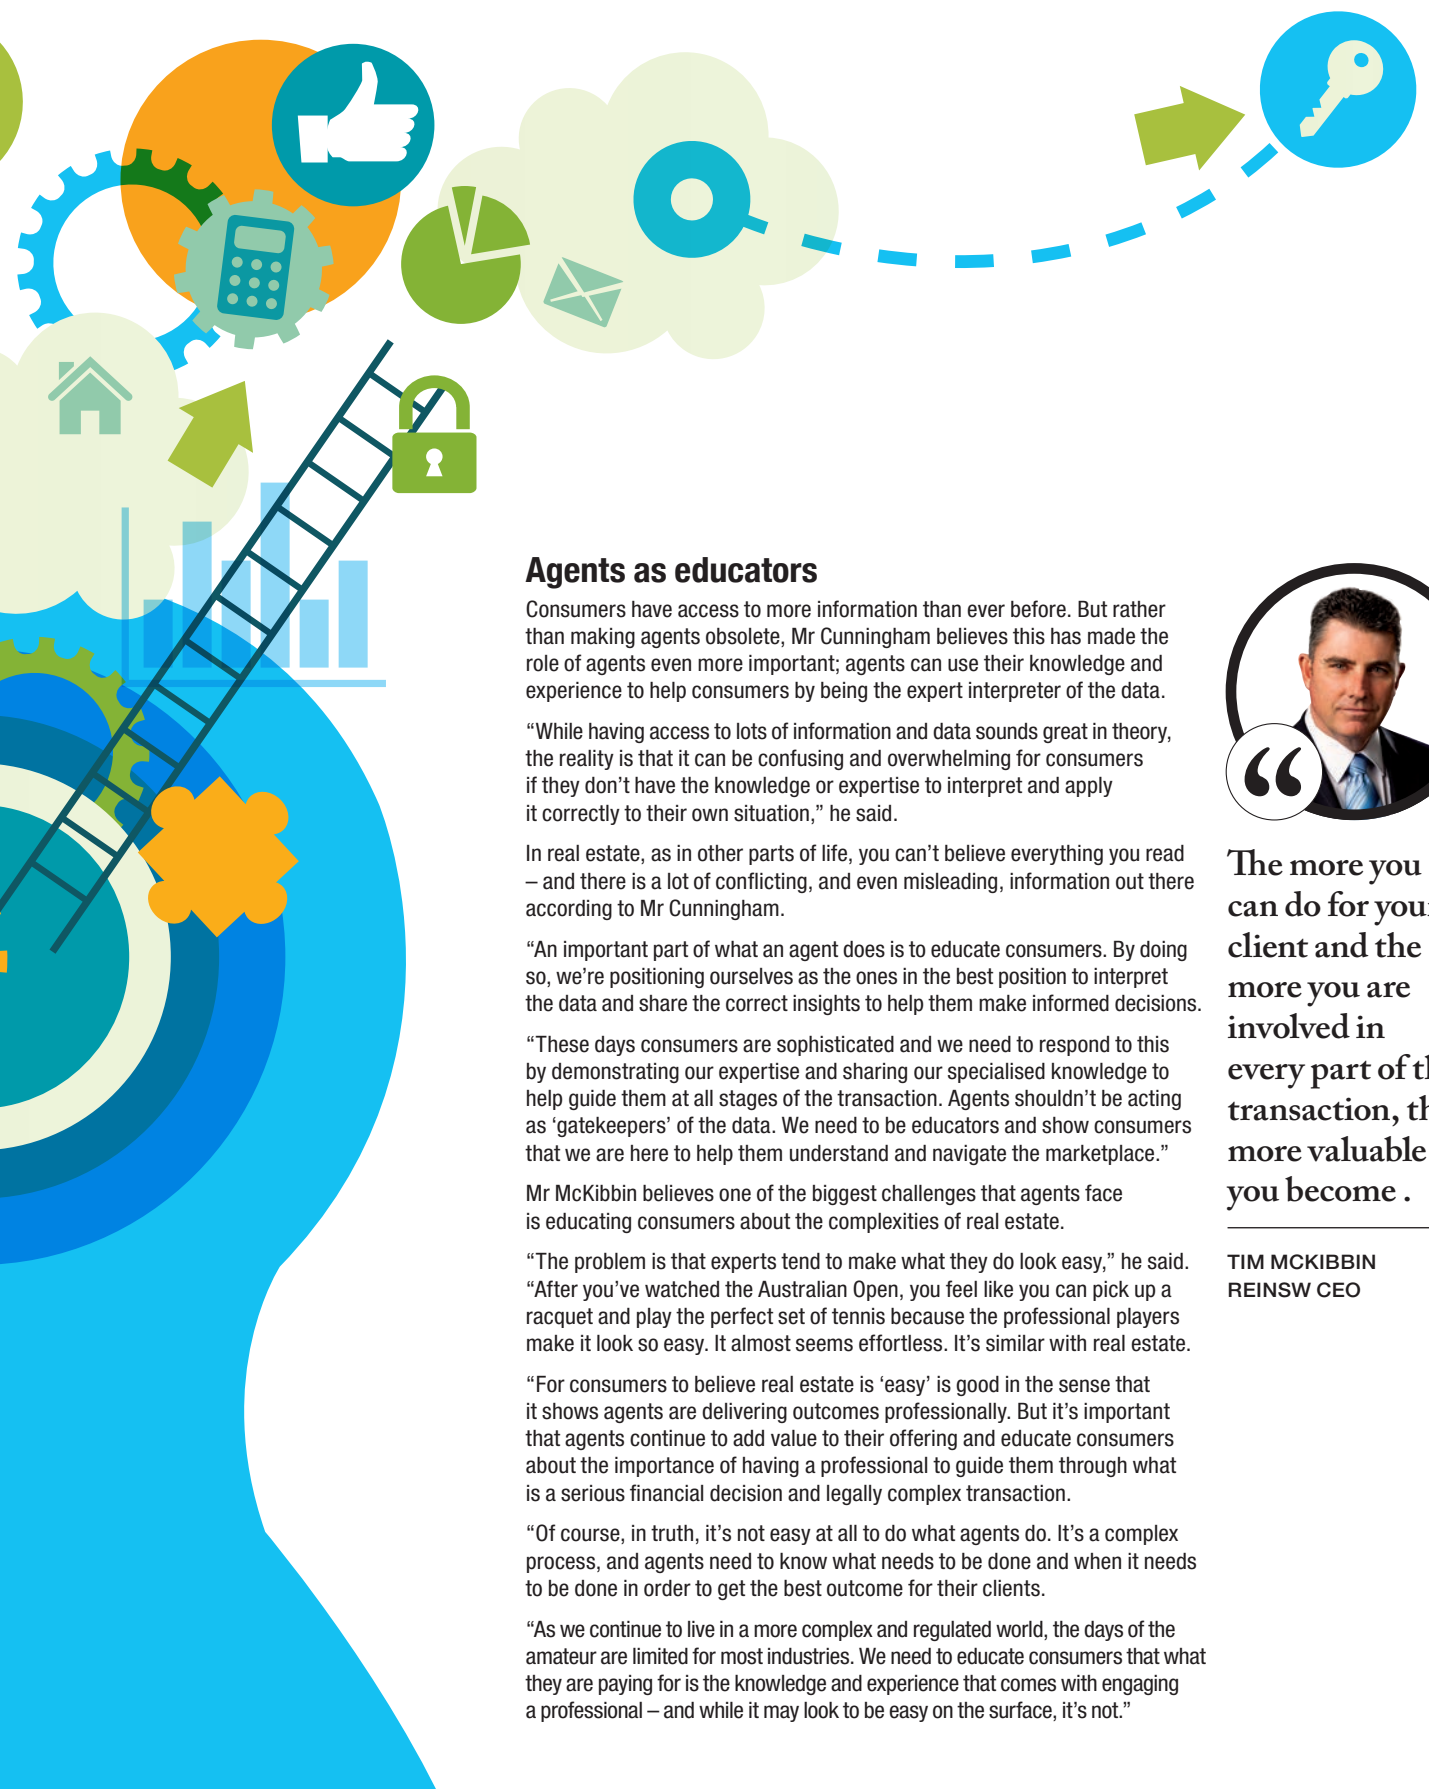 Agents as educators
Consumers have access to more information than ever before. But rather
than making agents obsolete, Mr Cunningham believes this has made the
role of agents even more important; agents can use their knowledge and
experience to help consumers by being the expert interpreter of the data.
“While having access to lots of information and data sounds great in theory,
the reality is that it can be confusing and overwhelming for consumers
if they don’t have the knowledge or expertise to interpret and apply
it correctly to their own situation,” he said.
In real estate, as in other parts of life, you can’t believe everything you read
– and there is a lot of conflicting, and even misleading, information out there
according to Mr Cunningham.
“An important part of what an agent does is to educate consumers. By doing
so, we’re positioning ourselves as the ones in the best position to interpret
the data and share the correct insights to help them make informed decisions.
“These days consumers are sophisticated and we need to respond to this
by demonstrating our expertise and sharing our specialised knowledge to
help guide them at all stages of the transaction. Agents shouldn’t be acting
as ‘gatekeepers’ of the data. We need to be educators and show consumers
that we are here to help them understand and navigate the marketplace.”
Mr McKibbin believes one of the biggest challenges that agents face
is educating consumers about the complexities of real estate.
“The problem is that experts tend to make what they do look easy,” he said.
“After you’ve watched the Australian Open, you feel like you can pick up a
racquet and play the perfect set of tennis because the professional players
make it look so easy. It almost seems effortless. It’s similar with real estate.
“For consumers to believe real estate is ‘easy’ is good in the sense that
it shows agents are delivering outcomes professionally. But it’s important
that agents continue to add value to their offering and educate consumers
about the importance of having a professional to guide them through what
is a serious financial decision and legally complex transaction.
“Of course, in truth, it’s not easy at all to do what agents do. It’s a complex
process, and agents need to know what needs to be done and when it needs
to be done in order to get the best outcome for their clients.
“As we continue to live in a more complex and regulated world, the days of the
amateur are limited for most industries. We need to educate consumers that what
they are paying for is the knowledge and experience that comes with engaging
a professional – and while it may look to be easy on the surface, it’s not.”
“
The more you
can do for
client and the
more you are
involved in
every part of
transaction,
more valuable
you become .
TIM MCKIBBIN
REINSW CEO